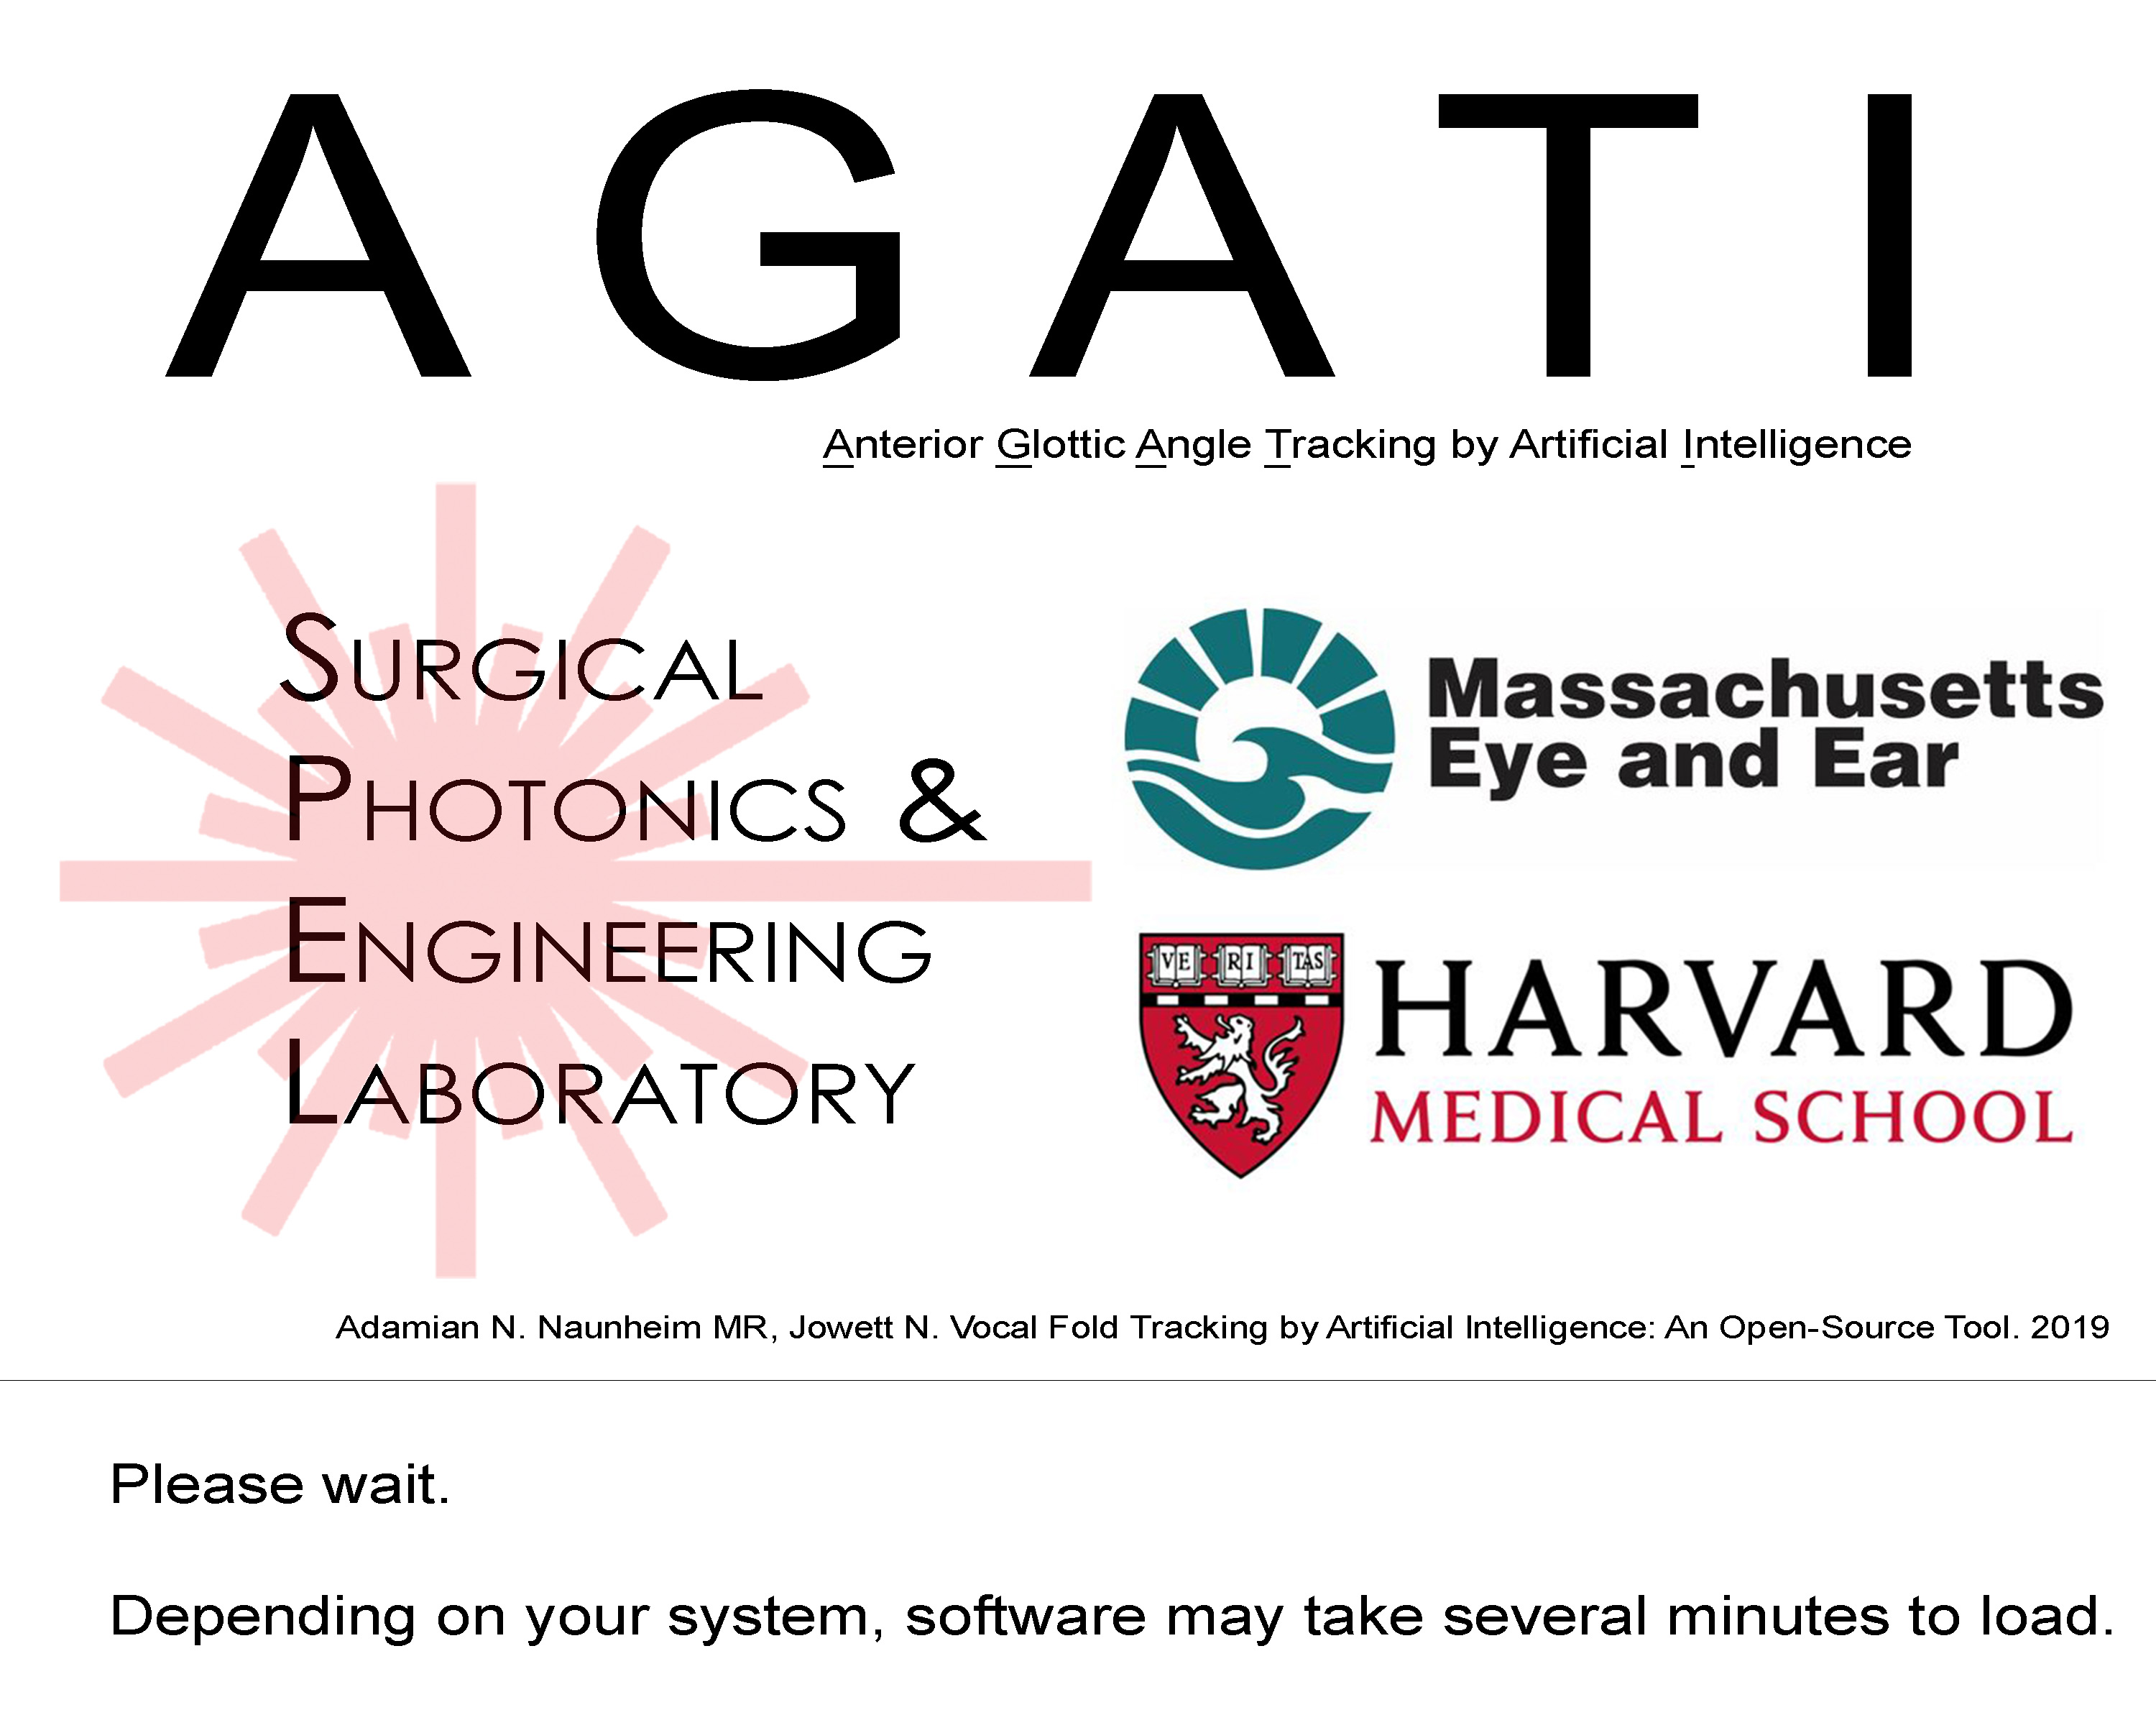 AGATI
Anterior Glottic Angle Tracking by Artificial Intelligence
SURGICAL
PHOTONICS &
ENGINEERING
LABORATORY
Massachusetts
Eye and Ear
VE RI TAS
HARVARD
MEDICAL SCHOOL
Adamian N. Naunheim MR, Jowett N. Vocal Fold Tracking by Artificial Intelligence: An Open-Source Tool. 2019
Please wait.
Depending on your system, software may take several minutes to load.